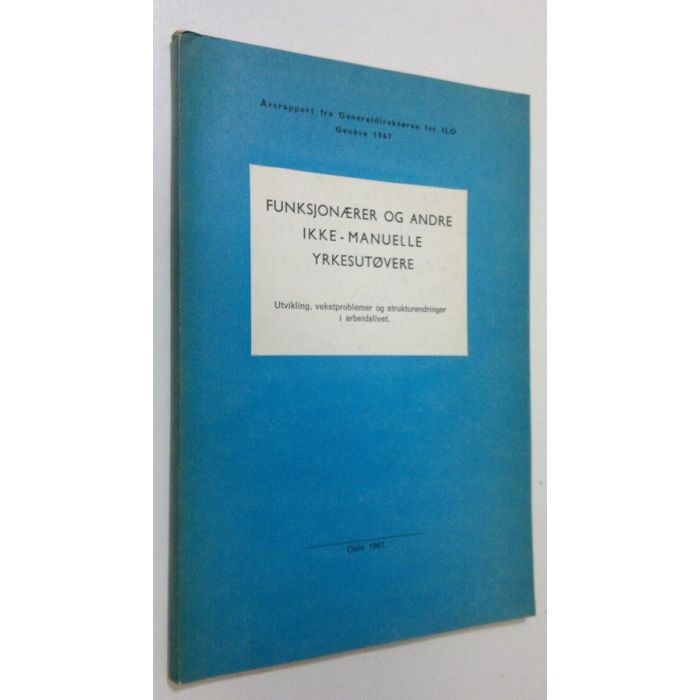 Årsrapport fra Generaldirektøren for ILO
Genève 1967
FUNKSJONÆRER OG ANDRE
IKKE-MANUELLE
YRKESUTØVERE
Utvikling, vekstproblemer og strukturendringer
i arbeidslivet.
Oslo 1967.